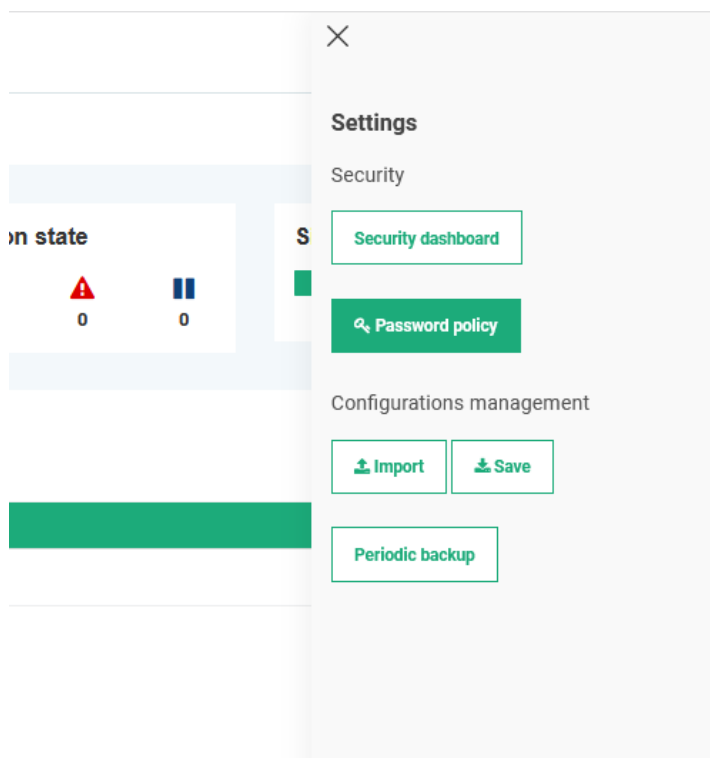 Settings
Security
on state
S
Security dashboard
0
0
Password policy
Configurations management
Import
Save
Periodic backup